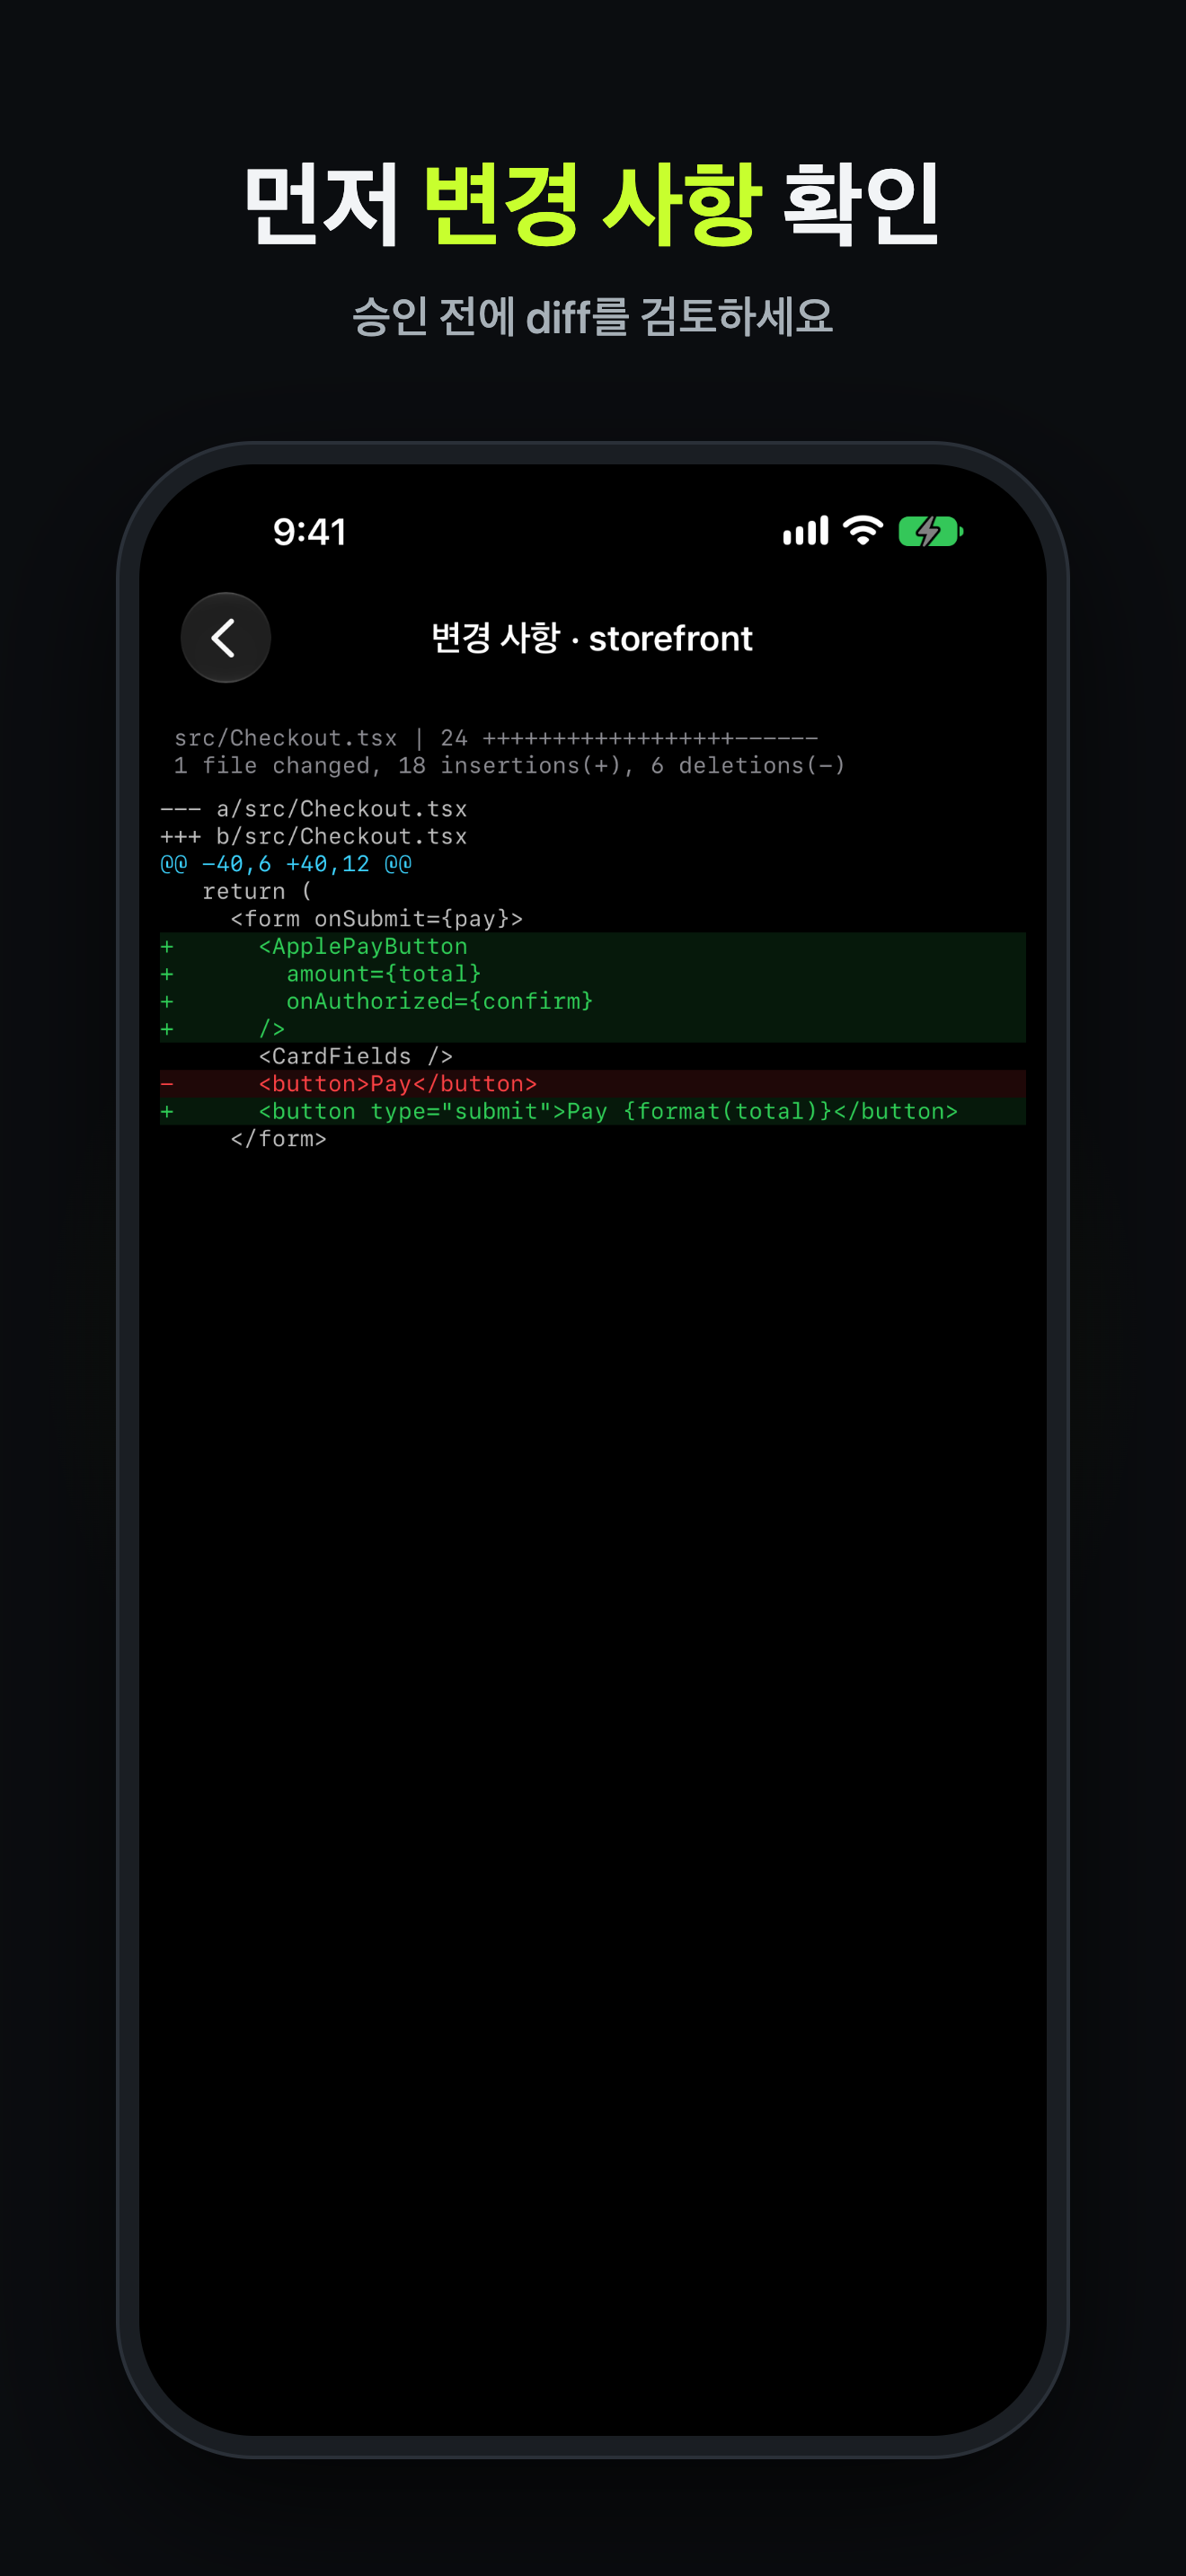 먼저 변경 사항 확인
승인 전에 diff를 검토하세요
9:41
변경 사항 · storefront
src/Checkout.tsx | 24 ++++++++++++++++++------
1 file changed, 18 insertions(+), 6 deletions(-)
--- a/src/Checkout.tsx
+++ b/src/Checkout.tsx
@@ -40,6 +40,12 @@
   return (
     <form onSubmit={pay}>
+      <ApplePayButton
+        amount={total}
+        onAuthorized={confirm}
+      />
       <CardFields />
-      <button>Pay</button>
+      <button type="submit">Pay {format(total)}</button>
     </form>